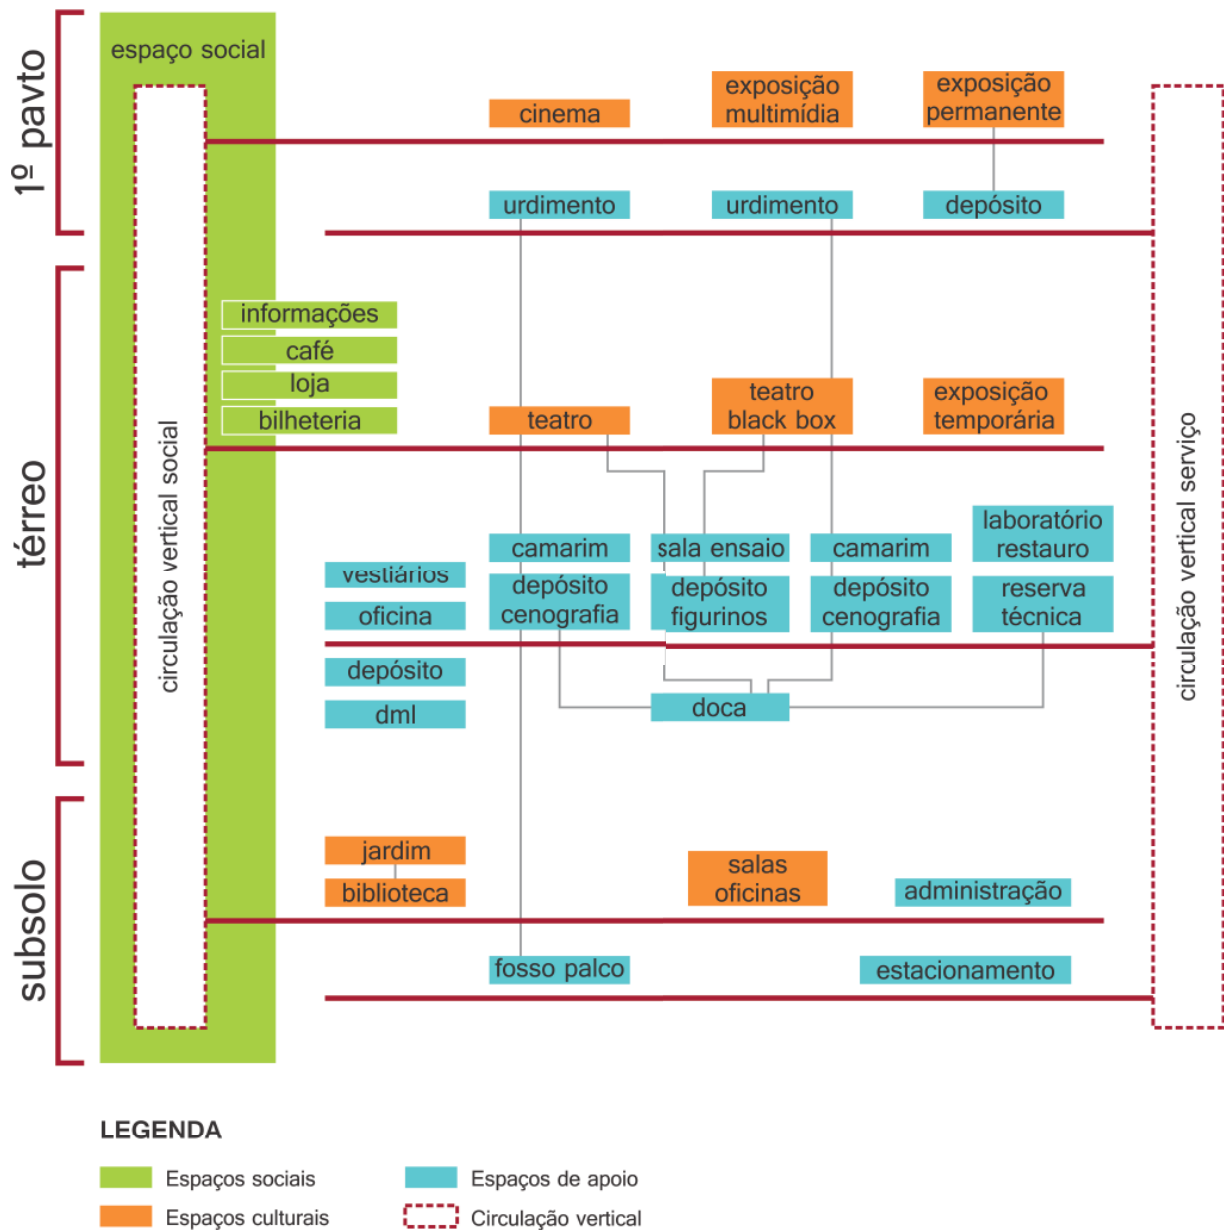 1º pavto
espaço social
cinema
exposição
multimídia
exposição
permanente
urdimento
urdimento
depósito
térreo
circulação vertical social
circulação vertical serviço
informações
café
loja
bilheteria
teatro
teatro
black box
exposição
temporária
vestiários
oficina
camarim
depósito
cenografia
sala ensaio
depósito
figurinos
camarim
depósito
cenografia
laboratório
restauro
reserva
técnica
depósito
dml
doca
subsolo
jardim
biblioteca
salas
oficinas
administração
fosso palco
estacionamento
LEGENDA
Espaços sociais
Espaços de apoio
Espaços culturais
Circulação vertical